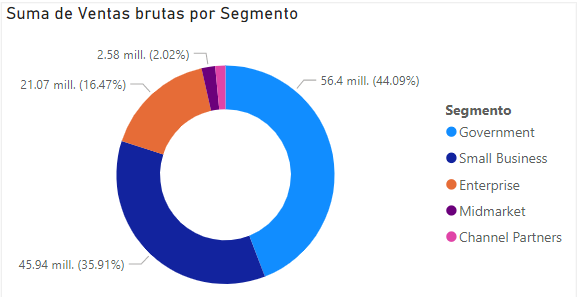 Suma de Ventas brutas por Segmento
2.58 mill. (2.02%)
56.4 mill. (44.09%)
21.07 mill. (16.47%)
45.94 mill. (35.91%)
Segmento
Government
Small Business
Enterprise
Midmarket
Channel Partners